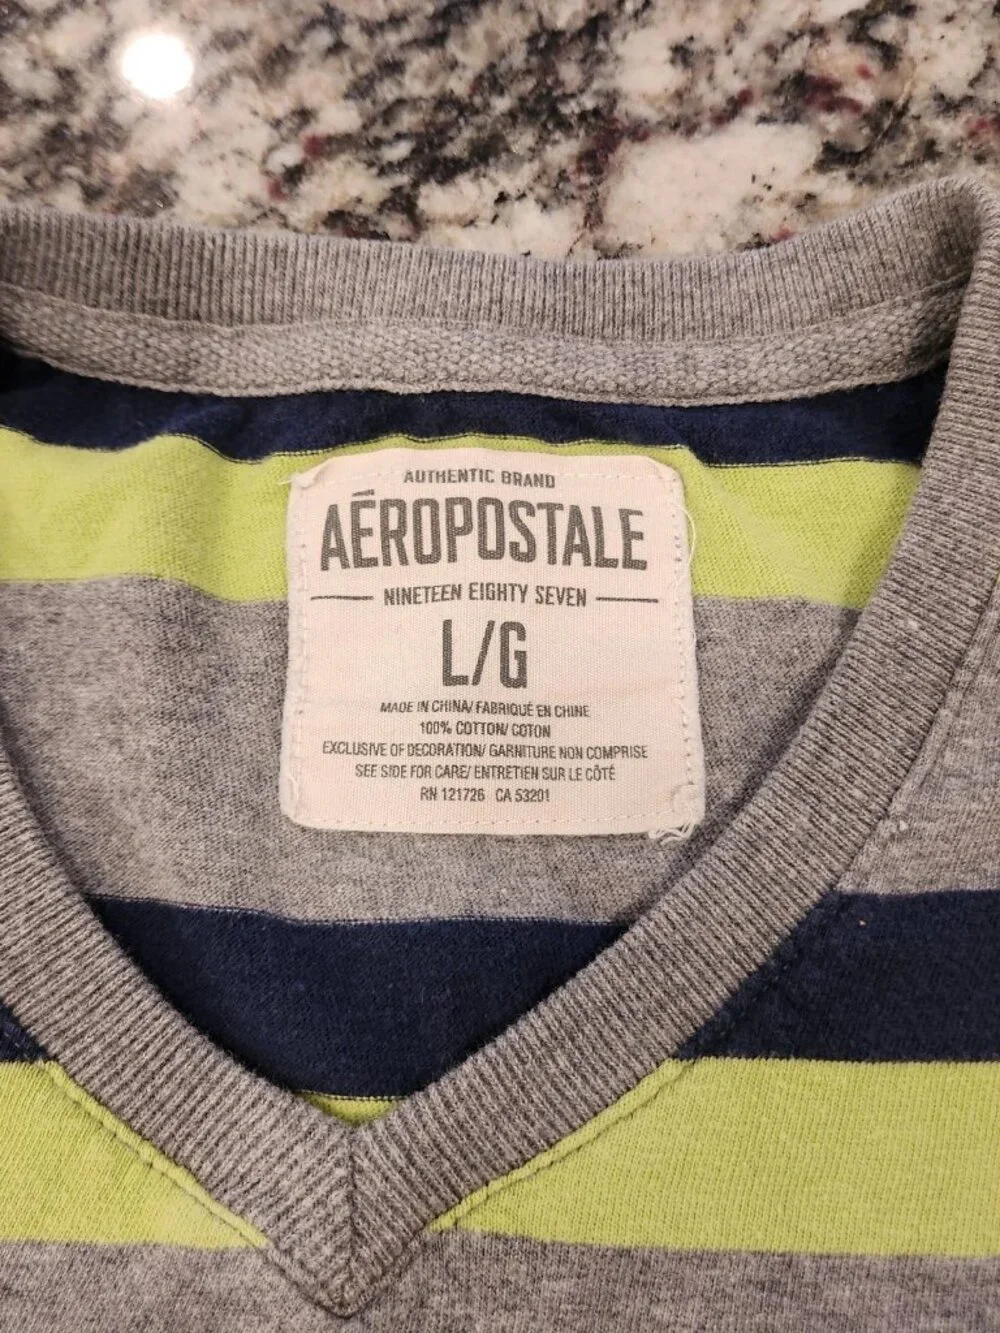 AUTHENTIC BRAND
AÉROPOSTALE
NINETEEN EIGHTY SEVEN
L/G
MADE IN CHINA/ FABRIQUÉ EN CHINE
100% COTTON/ COTON
EXCLUSIVE OF DECORATION/ GARNITURE NON COMPRISE
SEE SIDE FOR CARE/ ENTRETIEN SUR LE CÔTÉ
RN 121726 CA 53201